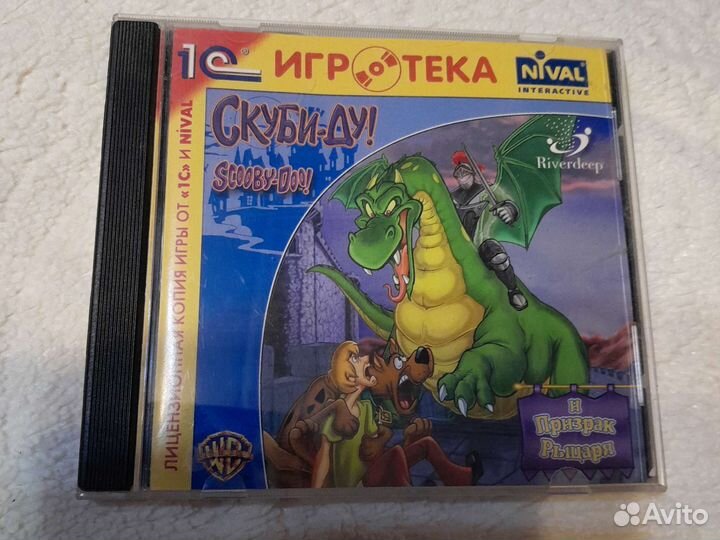 1С ИГРОТЕКА
NIVAL
INTERACTIVE
СКУБИ-ДУ!
SCOOBY-DOO!
Riverdeep
ЛИЦЕНЗИОННАЯ КОПИЯ ИГРЫ ОТ «1С» И NIVAL
и
Призрак
Рыцаря
WB
Avito